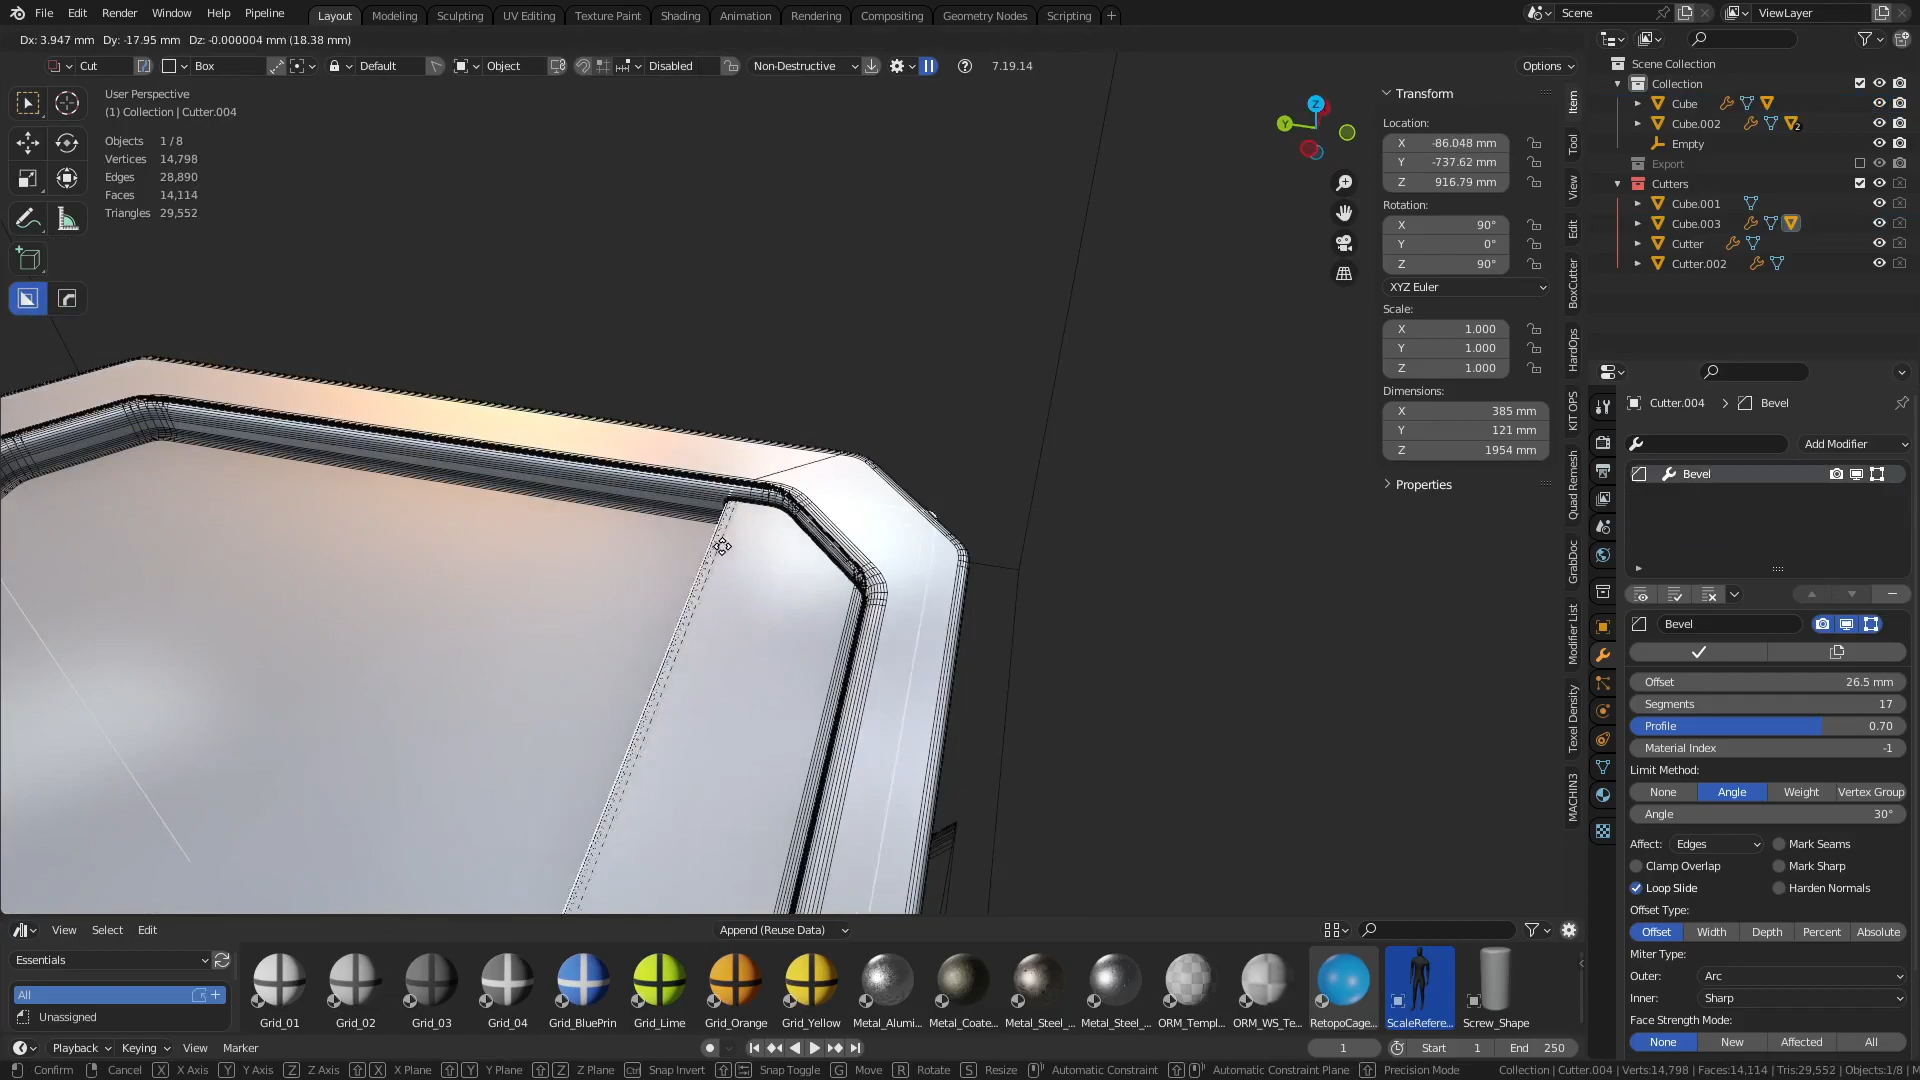 File Edit Render Window Help Pipeline Layout Modeling Sculpting UV Editing Texture Paint Shading Animation Rendering Compositing Geometry Nodes Scripting + Scene ViewLayer
Dx: 3.947 mm Dy: -17.95 mm Dz: -0.000004 mm (18.38 mm)
Cut Box Default Object Disabled Non-Destructive 7.19.14 Options
User Perspective
(1) Collection | Cutter.004
Objects 1 / 8
Vertices 14,798
Edges 28,890
Faces 14,114
Triangles 29,552
Z
Y
Transform
Location:
X -86.048 mm
Y -737.62 mm
Z 916.79 mm
Rotation:
X 90°
Y 0°
Z 90°
XYZ Euler
Scale:
X 1.000
Y 1.000
Z 1.000
Dimensions:
X 385 mm
Y 121 mm
Z 1954 mm
Properties
Item
Tool
View
Edit
BoxCutter
HardOps
KIT OPS
Quad Remesh
GrabDoc
Modifier List
Texel Density
MACHIN3
Scene Collection
Collection
Cube
Cube.002 2
Empty
Export
Cutters
Cube.001
Cube.003
Cutter
Cutter.002
Cutter.004 Bevel
Add Modifier
Bevel
Bevel
Offset 26.5 mm
Segments 17
Profile 0.70
Material Index -1
Limit Method:
None Angle Weight Vertex Group
Angle 30°
Affect: Edges Mark Seams
Clamp Overlap Mark Sharp
Loop Slide Harden Normals
Offset Type:
Offset Width Depth Percent Absolute
Miter Type:
Outer: Arc
Inner: Sharp
Face Strength Mode:
None New Affected All
View Select Edit Append (Reuse Data)
Essentials
All +
Unassigned
Grid_01 Grid_02 Grid_03 Grid_04 Grid_BluePrin Grid_Lime Grid_Orange Grid_Yellow Metal_Alumi... Metal_Coate... Metal_Steel_... Metal_Steel_... ORM_Templ... ORM_WS_Te... RetopoCage... ScaleRefere... Screw_Shape
Playback Keying View Marker 1 Start 1 End 250
Confirm Cancel X X Axis Y Y Axis Z Z Axis X X Plane Y Y Plane Z Z Plane Ctrl Snap Invert Snap Toggle G Move R Rotate S Resize Automatic Constraint Automatic Constraint Plane Precision Mode Collection | Cutter.004 | Verts:14,798 | Faces:14,114 | Tris:29,552 | Objects:1/8 | M